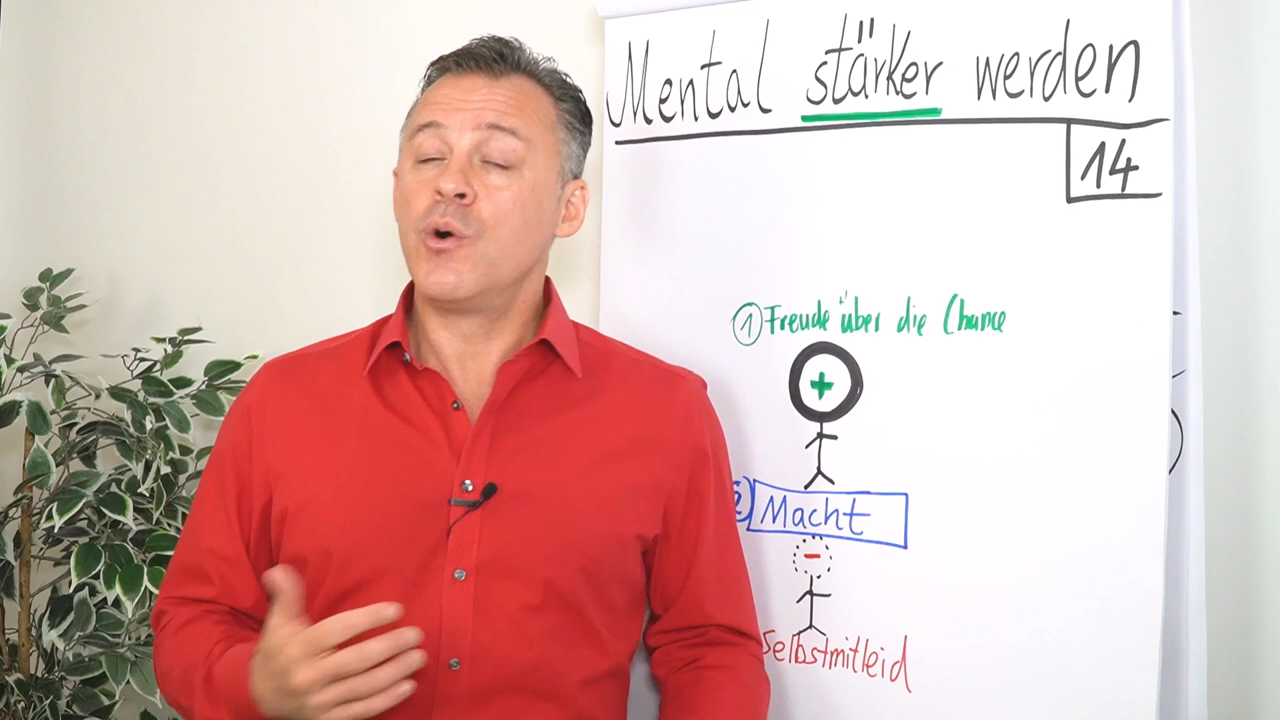 Mental stärker werden
14
① Freude über die Chance
+
② Macht
-
Selbstmitleid